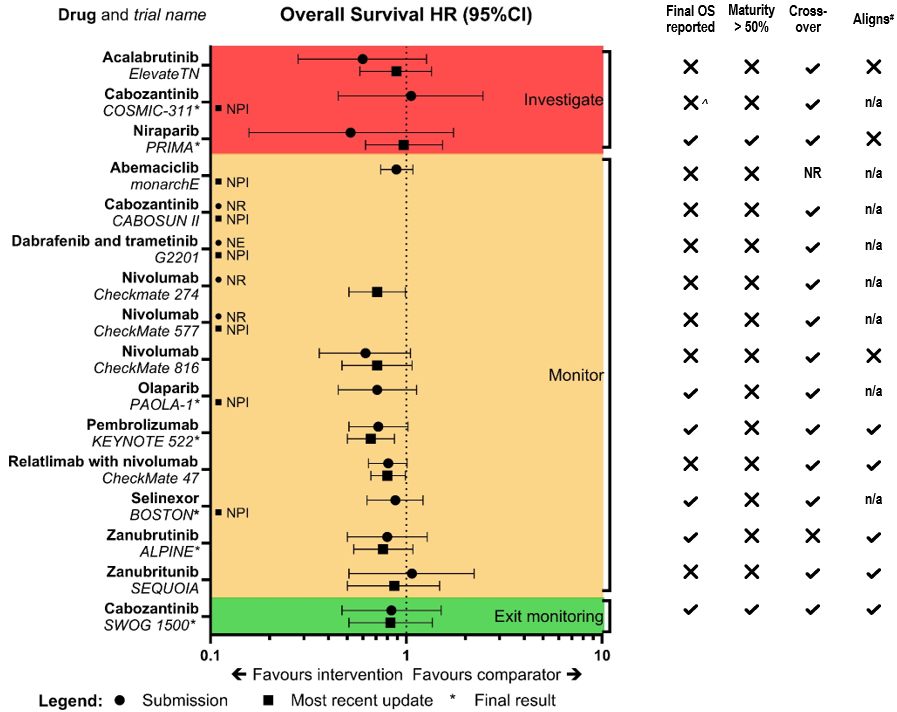 Drug and trial name
Overall Survival HR (95%CI)
Final OS reported
Maturity > 50%
Cross-over
Aligns#
Acalabrutinib
ElevateTN
Cabozantinib
COSMIC-311*
NPI
^
n/a
Niraparib
PRIMA*
Investigate
Abemaciclib
monarchE
NPI
NR
n/a
Cabozantinib
CABOSUN II
NR
NPI
n/a
Dabrafenib and trametinib
G2201
NE
NPI
n/a
Nivolumab
Checkmate 274
NR
n/a
Nivolumab
CheckMate 577
NR
NPI
n/a
Nivolumab
CheckMate 816
Monitor
Olaparib
PAOLA-1*
NPI
n/a
Pembrolizumab
KEYNOTE 522*
Relatlimab with nivolumab
CheckMate 47
Selinexor
BOSTON*
NPI
n/a
Zanubrutinib
ALPINE*
Zanubritunib
SEQUOIA
Cabozantinib
SWOG 1500*
Exit monitoring
0.1 1 10
Favours intervention Favours comparator
Legend: Submission Most recent update * Final result